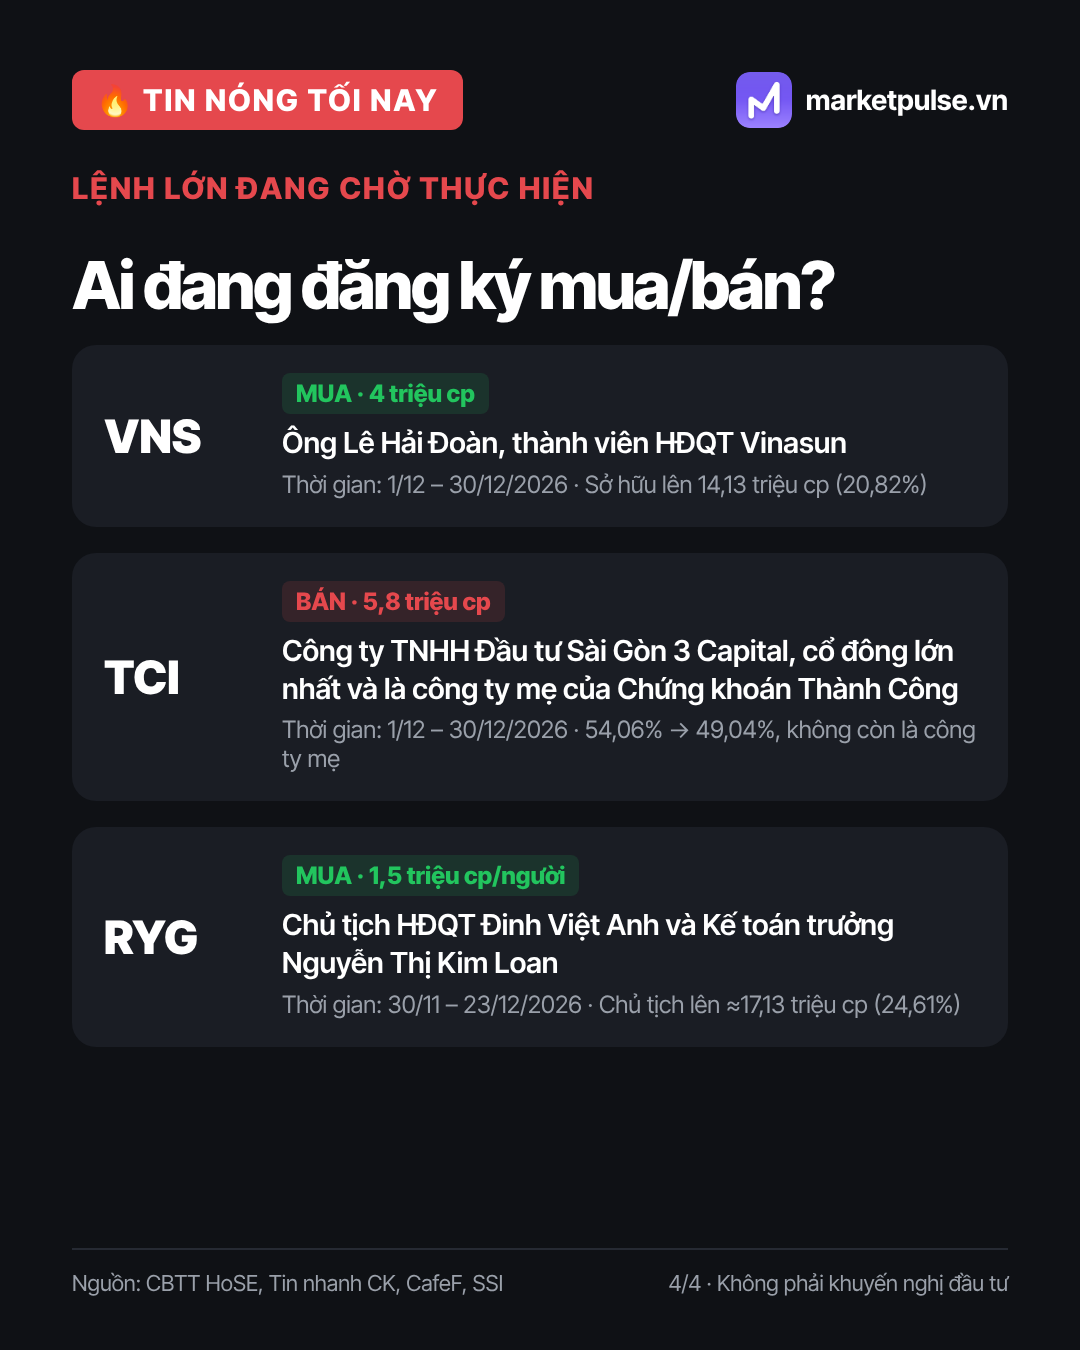 🔥 TIN NÓNG TỐI NAY
marketpulse.vn
LỆNH LỚN ĐANG CHỜ THỰC HIỆN
Ai đang đăng ký mua/bán?
VNS
MUA · 4 triệu cp
Ông Lê Hải Đoàn, thành viên HĐQT Vinasun
Thời gian: 1/12 – 30/12/2026 · Sở hữu lên 14,13 triệu cp (20,82%)
TCI
BÁN · 5,8 triệu cp
Công ty TNHH Đầu tư Sài Gòn 3 Capital, cổ đông lớn
nhất và là công ty mẹ của Chứng khoán Thành Công
Thời gian: 1/12 – 30/12/2026 · 54,06% → 49,04%, không còn là công
ty mẹ
RYG
MUA · 1,5 triệu cp/người
Chủ tịch HĐQT Đinh Việt Anh và Kế toán trưởng
Nguyễn Thị Kim Loan
Thời gian: 30/11 – 23/12/2026 · Chủ tịch lên ≈17,13 triệu cp (24,61%)
Nguồn: CBTT HoSE, Tin nhanh CK, CafeF, SSI
4/4 · Không phải khuyến nghị đầu tư